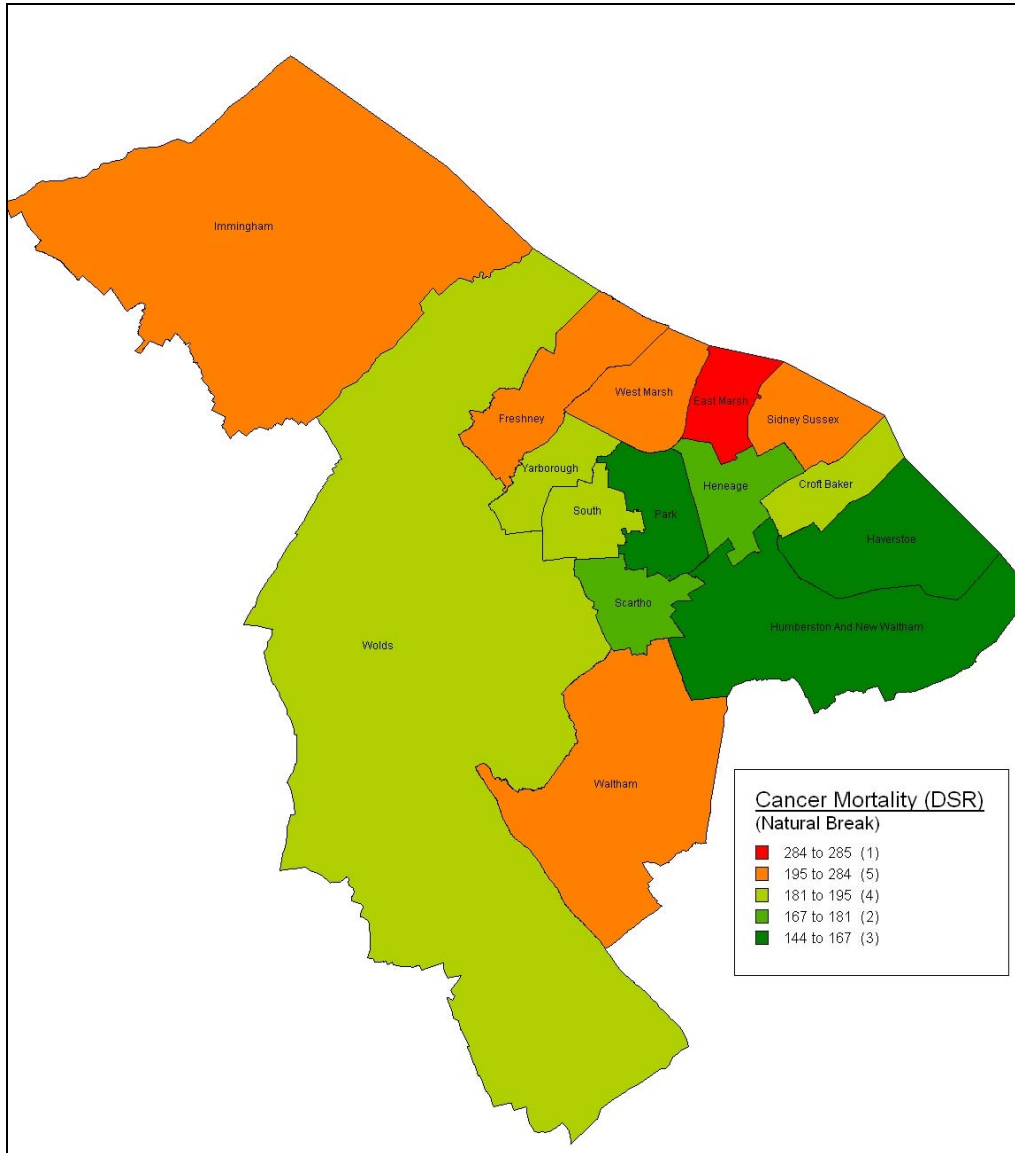 Immingham
West Marsh
East Marsh
Freshney
Sidney Sussex
Yarborough
Heneage
Croft Baker
South
Park
Haverstoe
Scartho
Humberston And New Waltham
Wolds
Waltham
Cancer Mortality (DSR)
(Natural Break)
284 to 285 (1)
195 to 284 (5)
181 to 195 (4)
167 to 181 (2)
144 to 167 (3)